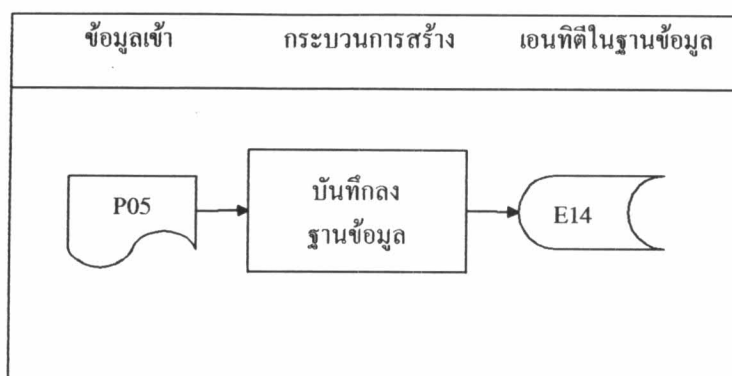 ข้อมูลเข้า กระบวนการสร้าง เอนทิตีในฐานข้อมูล
P05
บันทึกลง
ฐานข้อมูล
E14